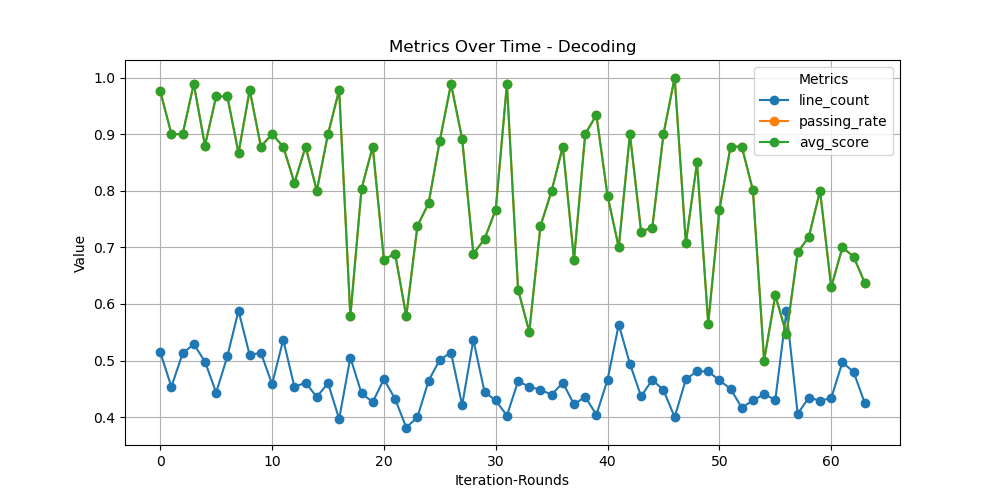 Metrics Over Time - Decoding
Metrics
line_count
passing_rate
avg_score
Value
1.0
0.9
0.8
0.7
0.6
0.5
0.4
0 10 20 30 40 50 60
Iteration-Rounds